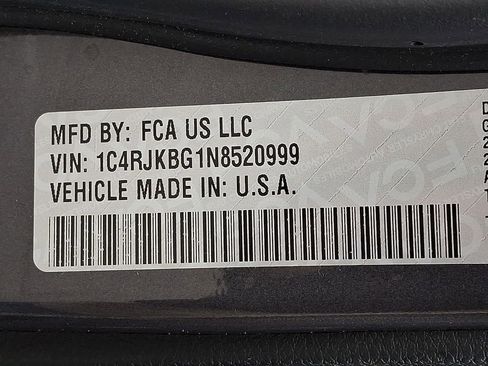 MFD BY: FCA US LLC
VIN: 1C4RJKBG1N8520999
VEHICLE MADE IN: U.S.A.